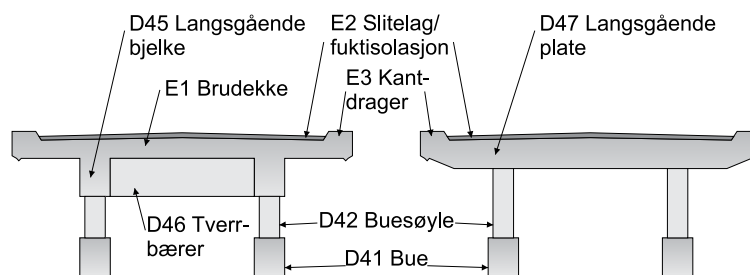 D45 Langsgående
bjelke
E2 Slitelag/
fuktisolasjon
D47 Langsgående
plate
E1 Brudekke
E3 Kant-
drager
D46 Tverr-
bærer
D42 Buesøyle
D41 Bue